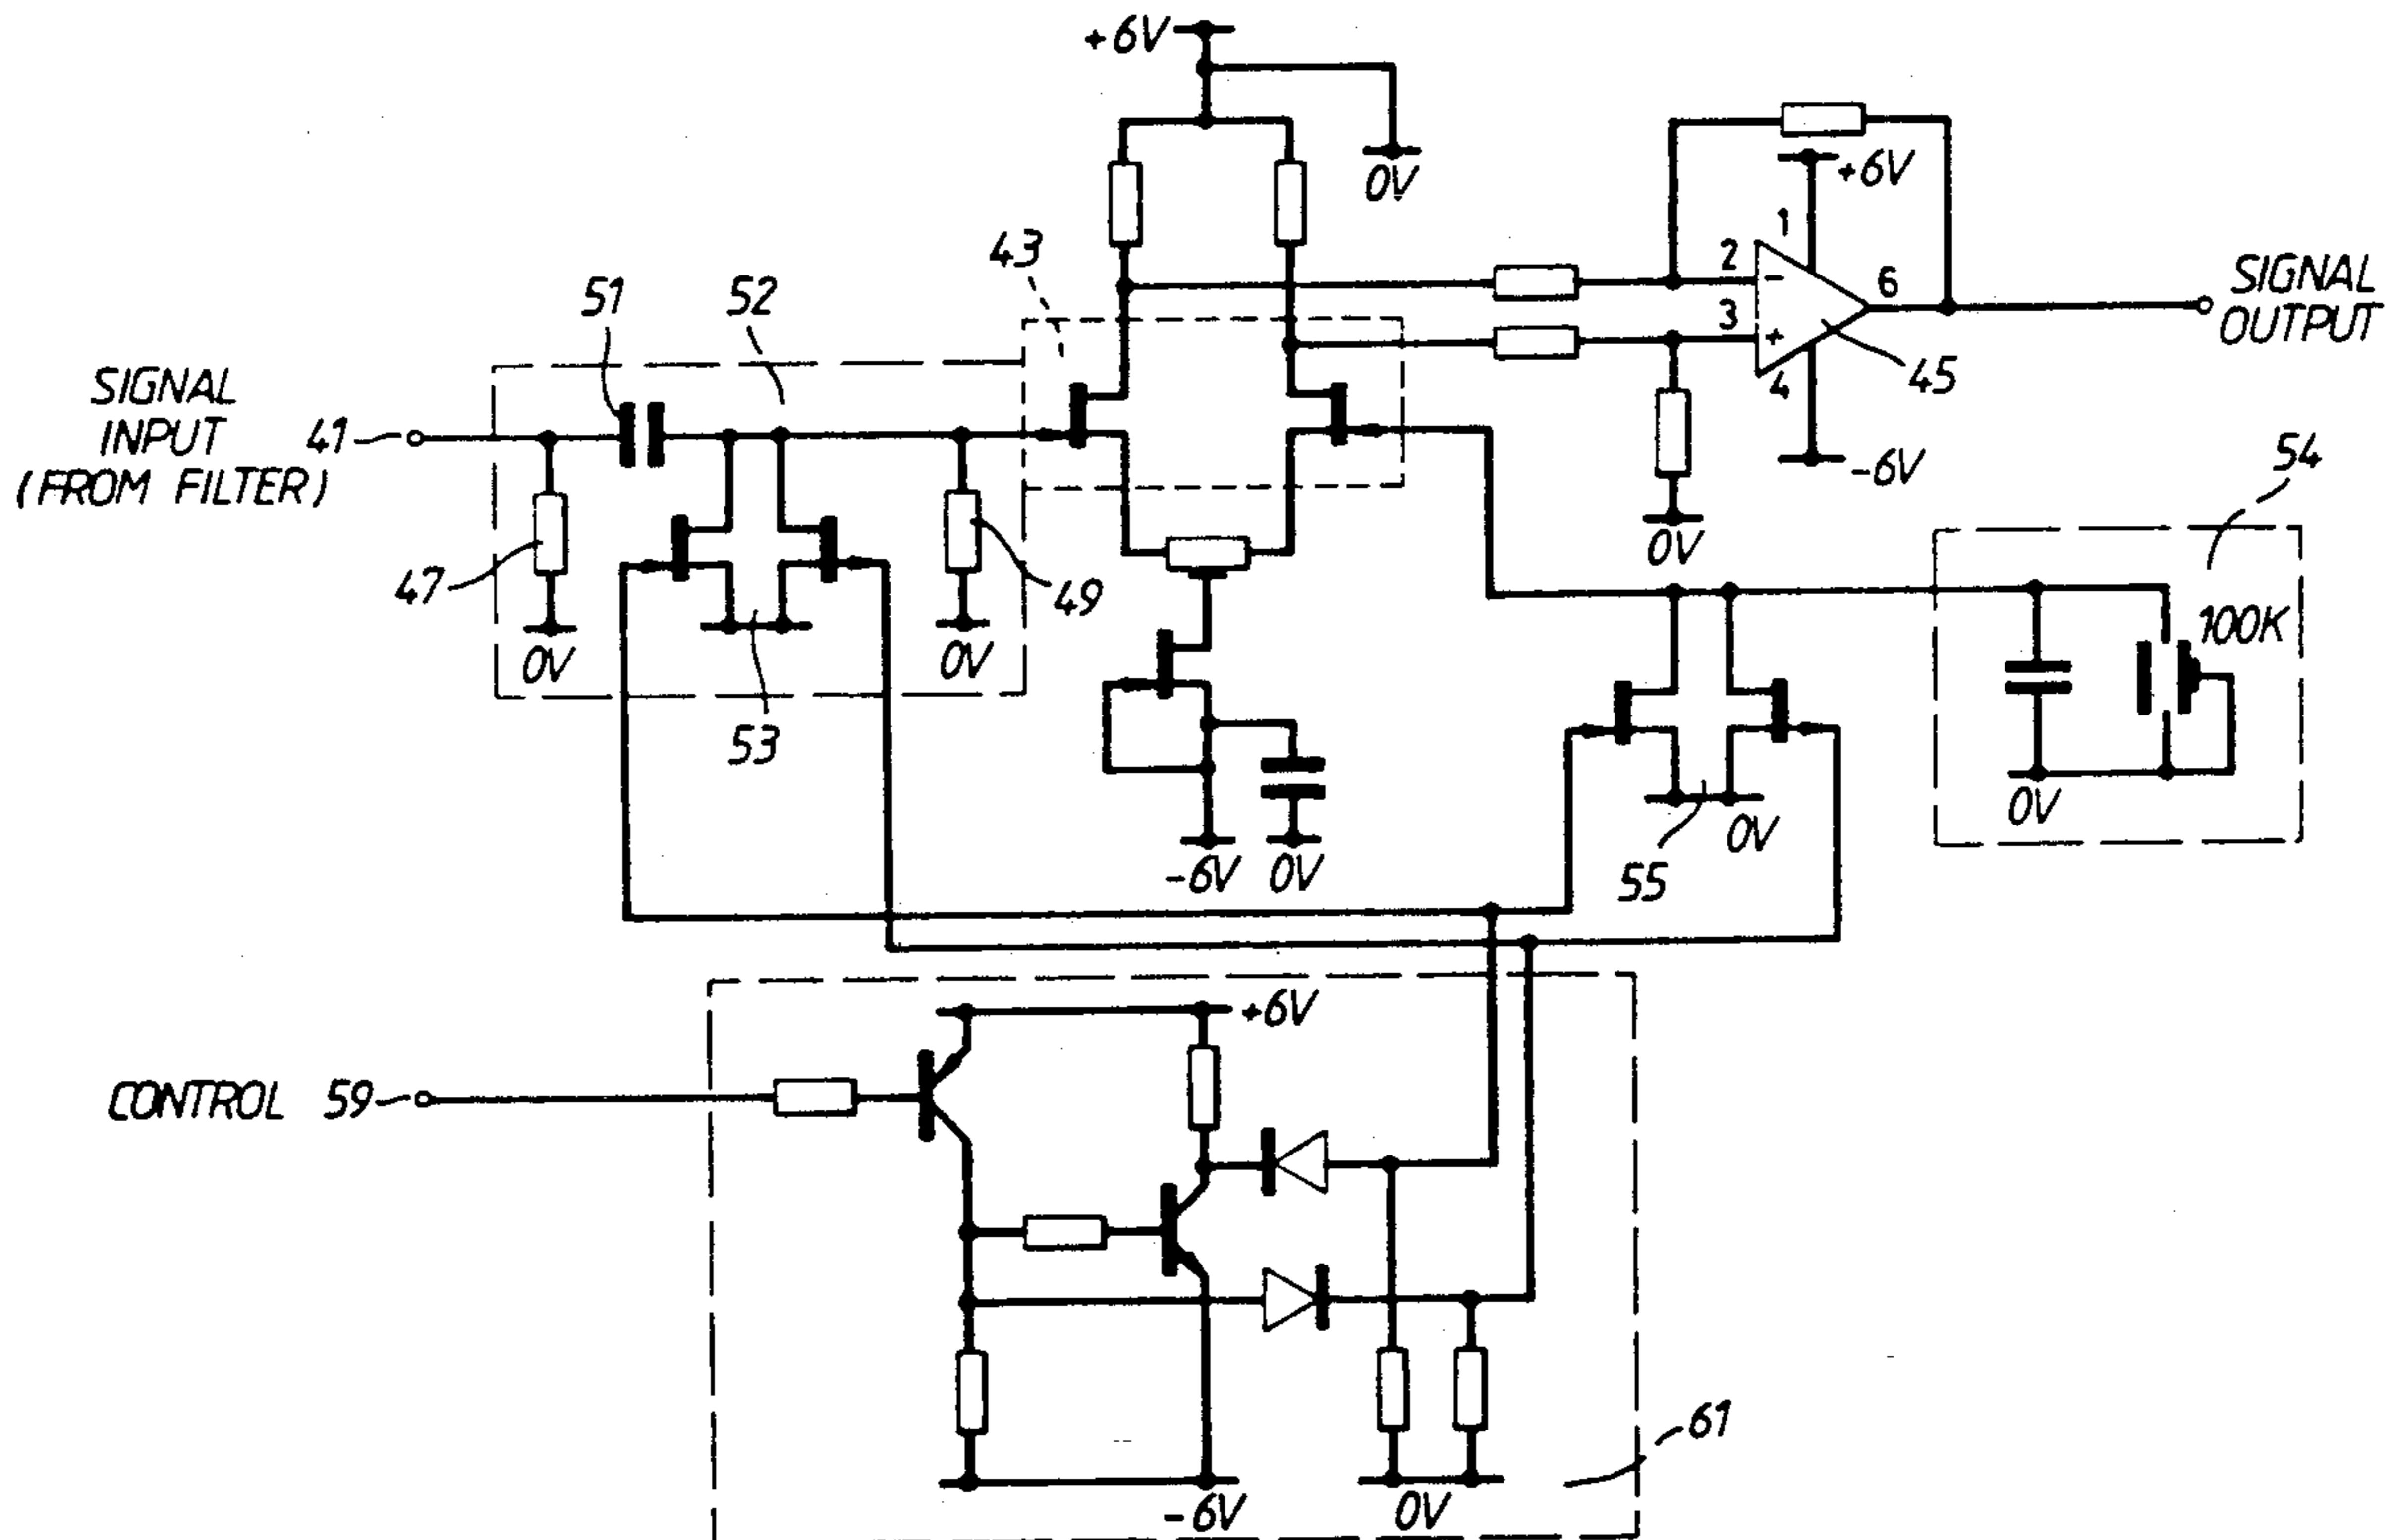 +6V
0V
+6V
1
2
-
3
+
6
4
45
-6V
SIGNAL
OUTPUT
43
51
52
SIGNAL
INPUT
(FROM FILTER)
41
47
0V
53
0V
49
0V
54
100K
0V
55
0V
-6V
0V
CONTROL 59
+6V
61
-6V
0V